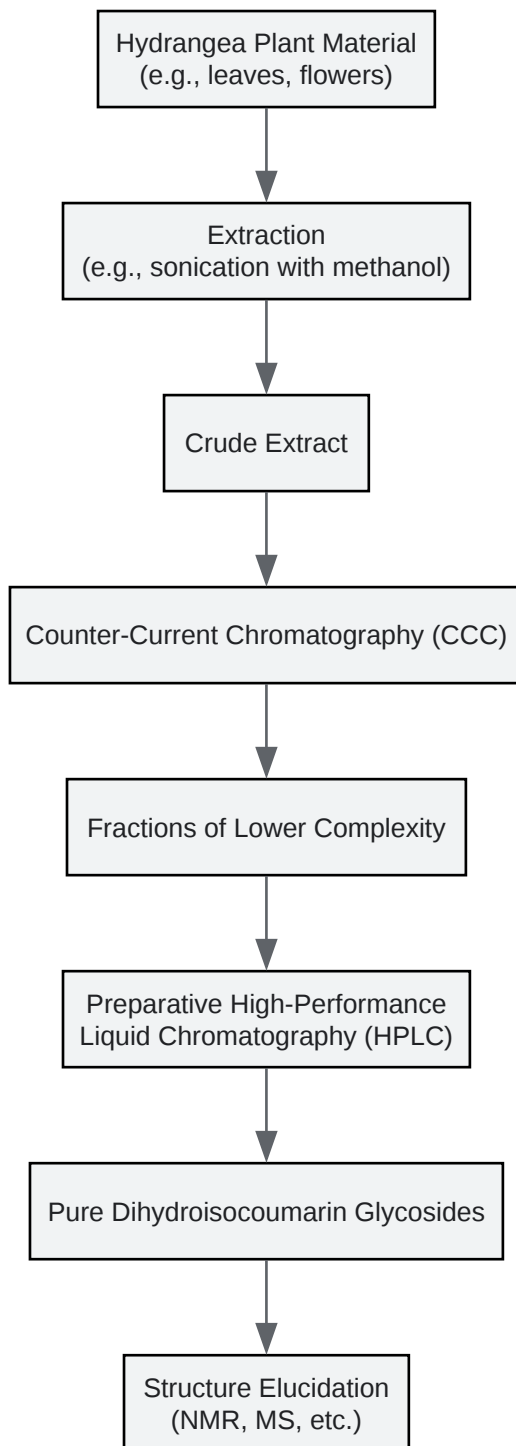 Hydrangea Plant Material
(e.g., leaves, flowers)
Extraction
(e.g., sonication with methanol)
Crude Extract
Counter-Current Chromatography (CCC)
Fractions of Lower Complexity
Preparative High-Performance
Liquid Chromatography (HPLC)
Pure Dihydroisocoumarin Glycosides
Structure Elucidation
(NMR, MS, etc.)